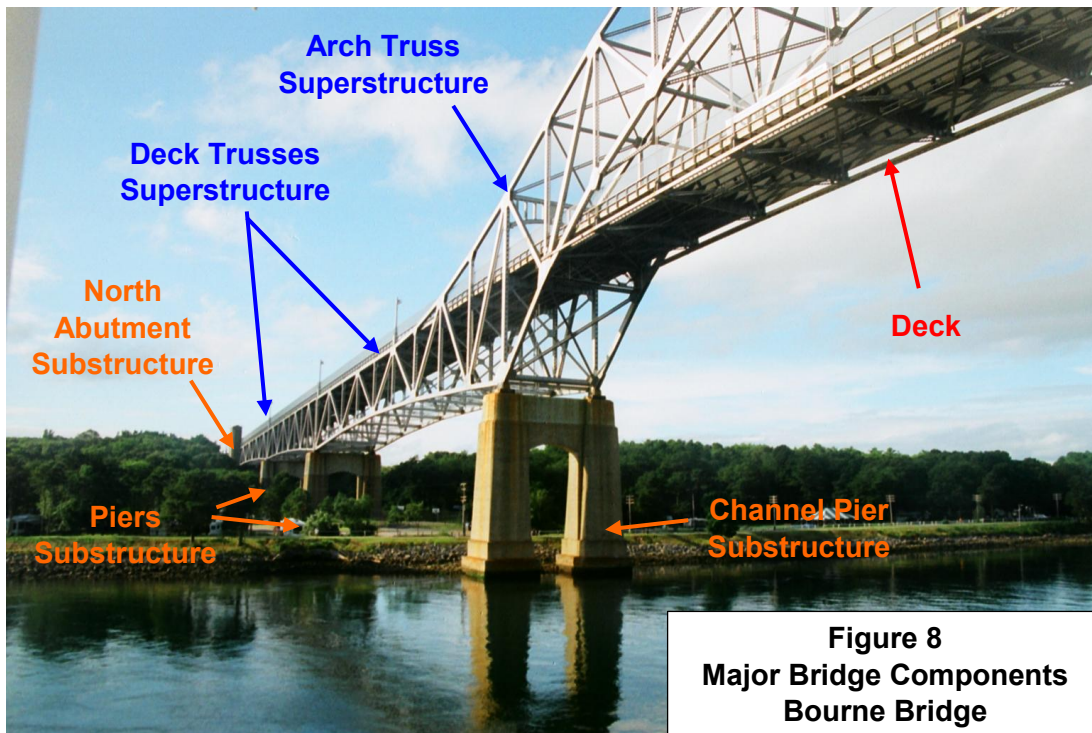 Arch Truss
Superstructure
Deck Trusses
Superstructure
North
Abutment
Substructure
Deck
Piers
Substructure
Channel Pier
Substructure
Figure 8
Major Bridge Components
Bourne Bridge